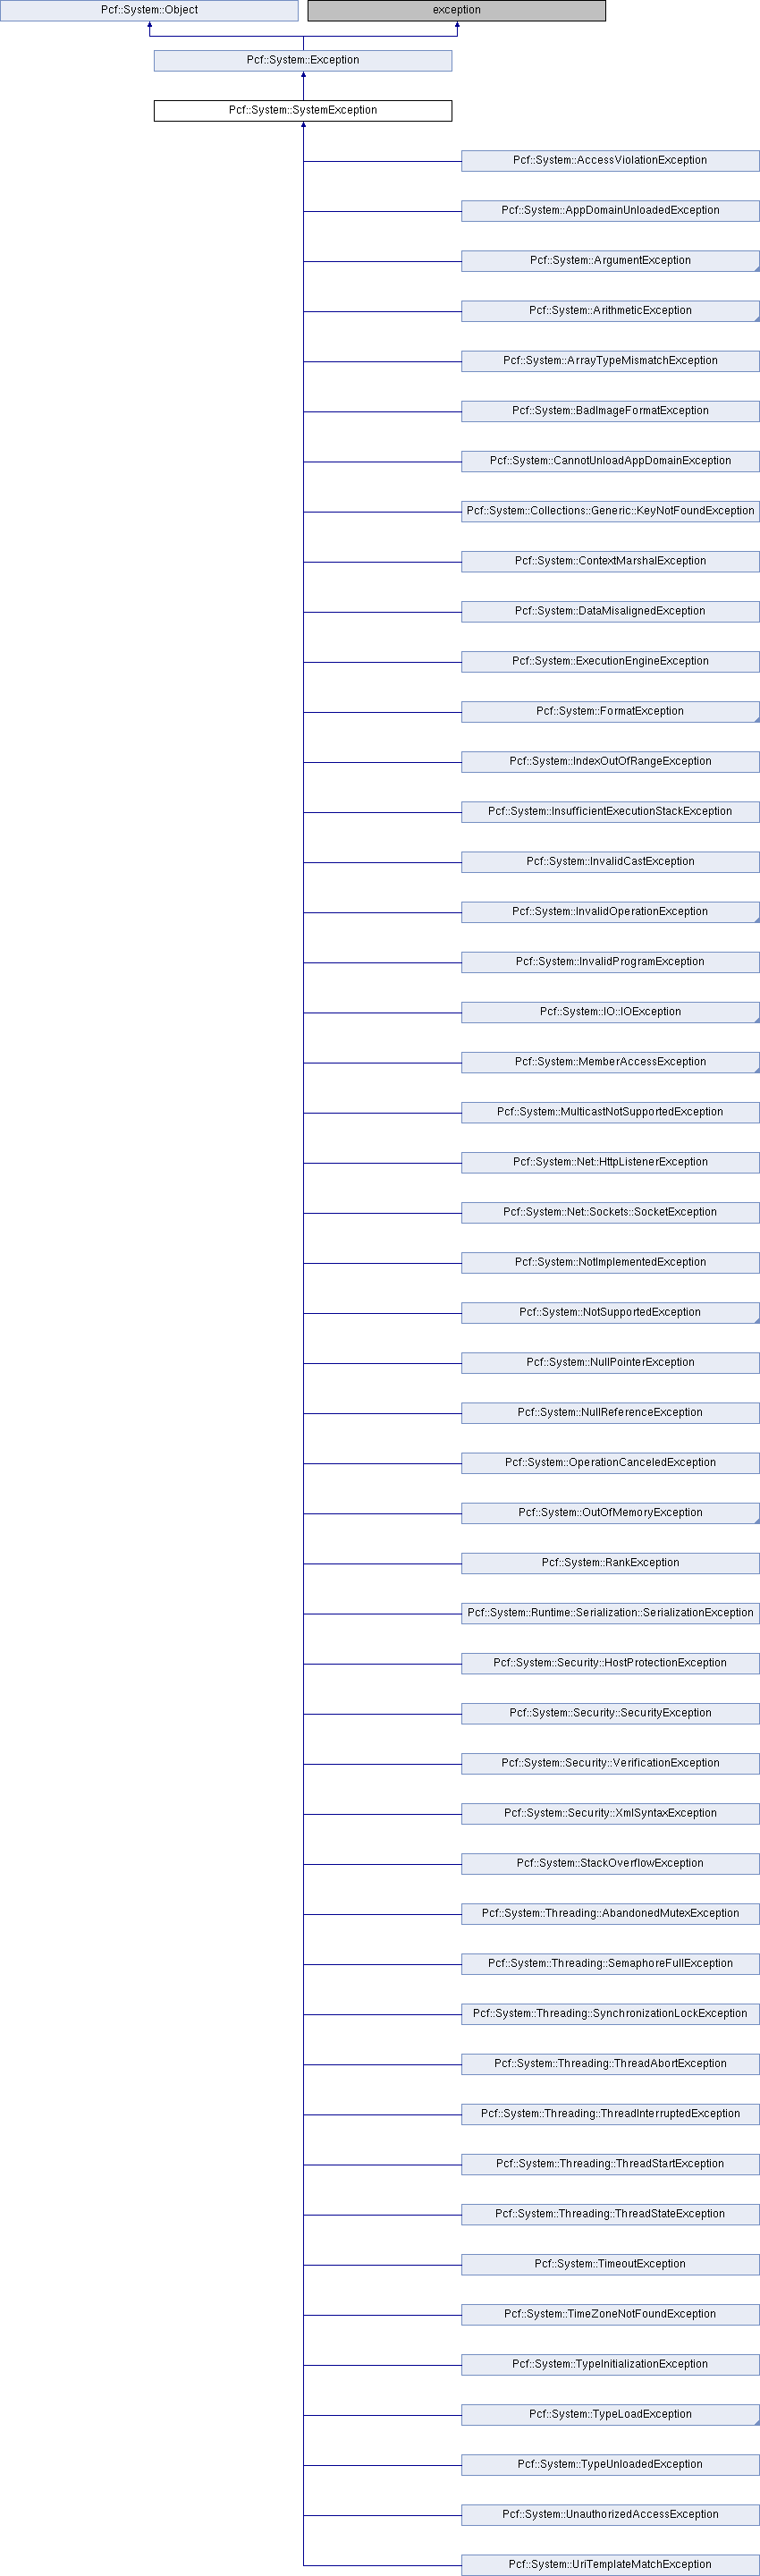 Pcf::System::Object
exception
Pcf::System::Exception
Pcf::System::SystemException
Pcf::System::AccessViolationException
Pcf::System::AppDomainUnloadedException
Pcf::System::ArgumentException
Pcf::System::ArithmeticException
Pcf::System::ArrayTypeMismatchException
Pcf::System::BadImageFormatException
Pcf::System::CannotUnloadAppDomainException
Pcf::System::Collections::Generic::KeyNotFoundException
Pcf::System::ContextMarshalException
Pcf::System::DataMisalignedException
Pcf::System::ExecutionEngineException
Pcf::System::FormatException
Pcf::System::IndexOutOfRangeException
Pcf::System::InsufficientExecutionStackException
Pcf::System::InvalidCastException
Pcf::System::InvalidOperationException
Pcf::System::InvalidProgramException
Pcf::System::IO::IOException
Pcf::System::MemberAccessException
Pcf::System::MulticastNotSupportedException
Pcf::System::Net::HttpListenerException
Pcf::System::Net::Sockets::SocketException
Pcf::System::NotImplementedException
Pcf::System::NotSupportedException
Pcf::System::NullPointerException
Pcf::System::NullReferenceException
Pcf::System::OperationCanceledException
Pcf::System::OutOfMemoryException
Pcf::System::RankException
Pcf::System::Runtime::Serialization::SerializationException
Pcf::System::Security::HostProtectionException
Pcf::System::Security::SecurityException
Pcf::System::Security::VerificationException
Pcf::System::Security::XmlSyntaxException
Pcf::System::StackOverflowException
Pcf::System::Threading::AbandonedMutexException
Pcf::System::Threading::SemaphoreFullException
Pcf::System::Threading::SynchronizationLockException
Pcf::System::Threading::ThreadAbortException
Pcf::System::Threading::ThreadInterruptedException
Pcf::System::Threading::ThreadStartException
Pcf::System::Threading::ThreadStateException
Pcf::System::TimeoutException
Pcf::System::TimeZoneNotFoundException
Pcf::System::TypeInitializationException
Pcf::System::TypeLoadException
Pcf::System::TypeUnloadedException
Pcf::System::UnauthorizedAccessException
Pcf::System::UriTemplateMatchException